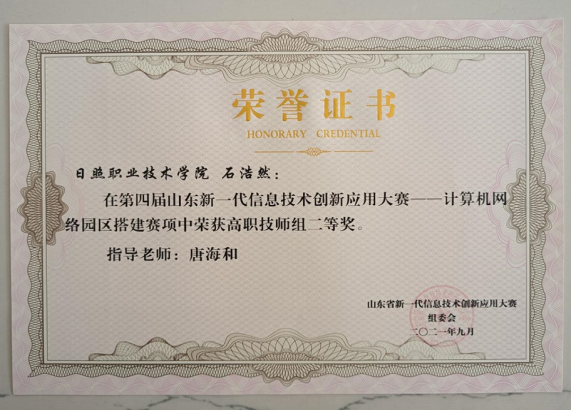 荣誉证书
HONORARY CREDENTIAL
日照职业技术学院 石浩然:
在第四届山东新一代信息技术创新应用大赛——计算机网
络园区搭建赛项中荣获高职技师组二等奖。
指导老师: 唐海和
山东省新一代信息技术创新应用大赛
组委会
二〇二一年九月